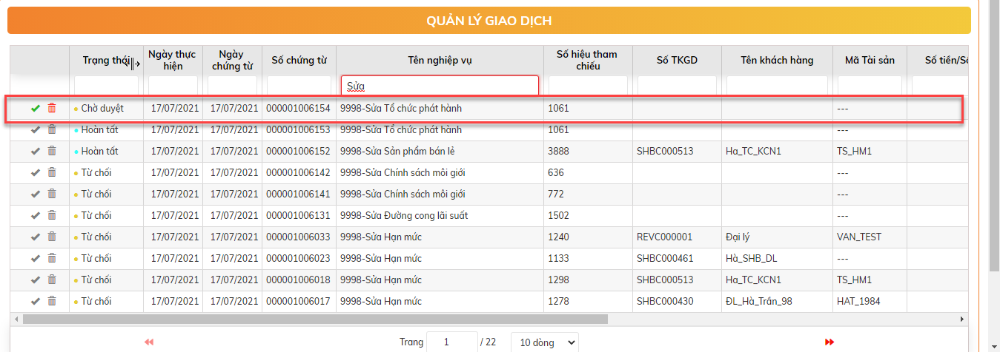 QUẢN LÝ GIAO DỊCH
Trạng thái Ngày thực hiện Ngày chứng từ Số chứng từ Tên nghiệp vụ Số hiệu tham chiếu Số TKGD Tên khách hàng Mã Tài sản Số tiền/Số
Sửa
Chờ duyệt 17/07/2021 17/07/2021 000001006154 9998-Sửa Tổ chức phát hành 1061 ---
Hoàn tất 17/07/2021 17/07/2021 000001006153 9998-Sửa Tổ chức phát hành 1061 ---
Hoàn tất 17/07/2021 17/07/2021 000001006152 9998-Sửa Sản phẩm bán lẻ 3888 SHBC000513 Ha_TC_KCN1 TS_HM1
Từ chối 17/07/2021 17/07/2021 000001006142 9998-Sửa Chính sách môi giới 636 ---
Từ chối 17/07/2021 17/07/2021 000001006141 9998-Sửa Chính sách môi giới 772 ---
Từ chối 17/07/2021 17/07/2021 000001006131 9998-Sửa Đường cong lãi suất 1502 ---
Từ chối 17/07/2021 17/07/2021 000001006033 9998-Sửa Hạn mức 1240 REVC000001 Đại lý VAN_TEST
Từ chối 17/07/2021 17/07/2021 000001006023 9998-Sửa Hạn mức 1133 SHBC000461 Hà_SHB_DL ---
Từ chối 17/07/2021 17/07/2021 000001006018 9998-Sửa Hạn mức 1298 SHBC000513 Ha_TC_KCN1 TS_HM1
Từ chối 17/07/2021 17/07/2021 000001006017 9998-Sửa Hạn mức 1278 SHBC000430 ĐL_Hà_Trần_98 HAT_1984
Trang 1 / 22 10 dòng